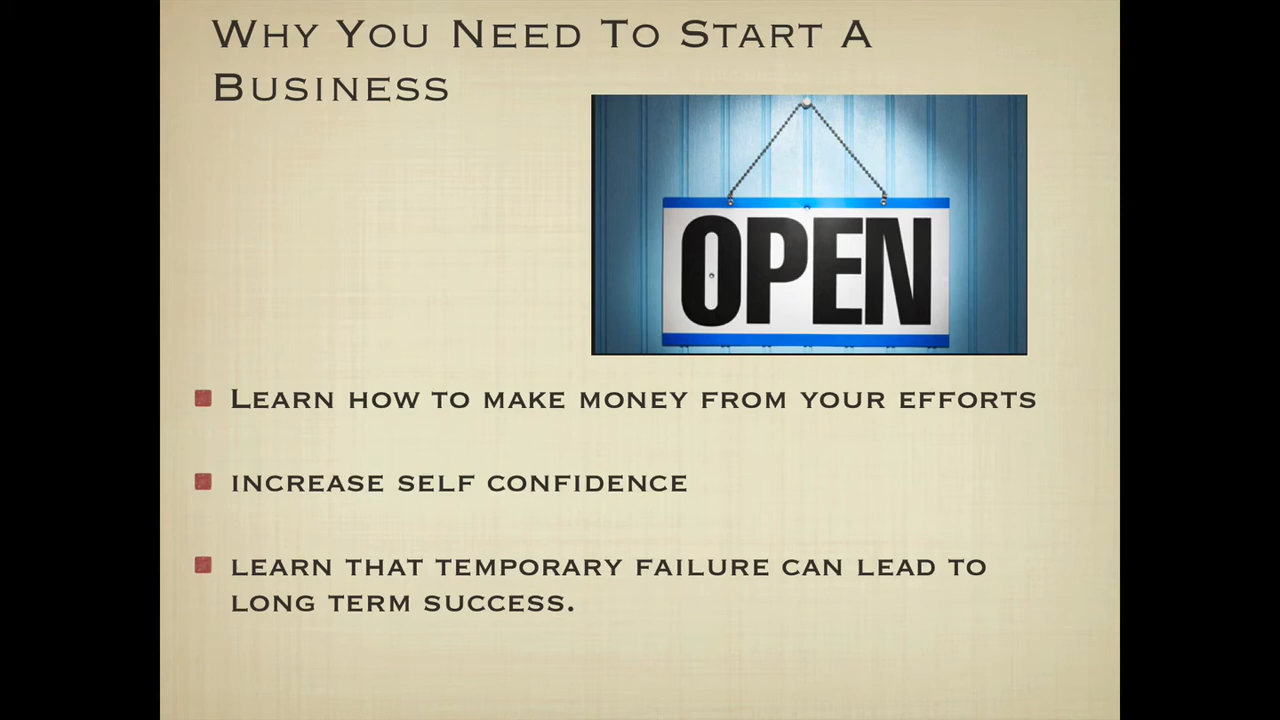 Why You Need To Start A
Business
OPEN
Learn how to make money from your efforts
increase self confidence
learn that temporary failure can lead to
long term success.